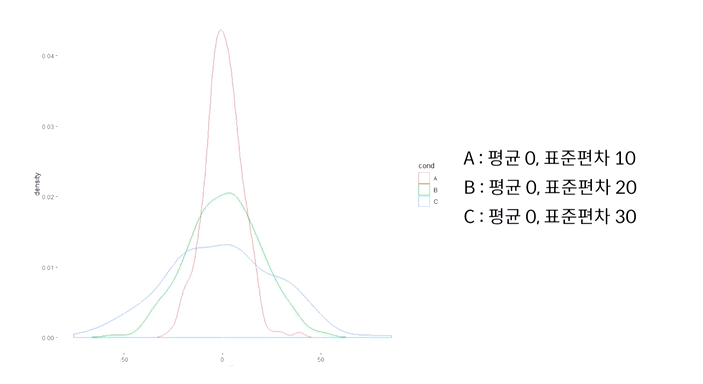 0.04
0.03
0.02
0.01
0.00
density
-50
0
50
cond
A
B
C
A : 평균 0, 표준편차 10
B : 평균 0, 표준편차 20
C : 평균 0, 표준편차 30